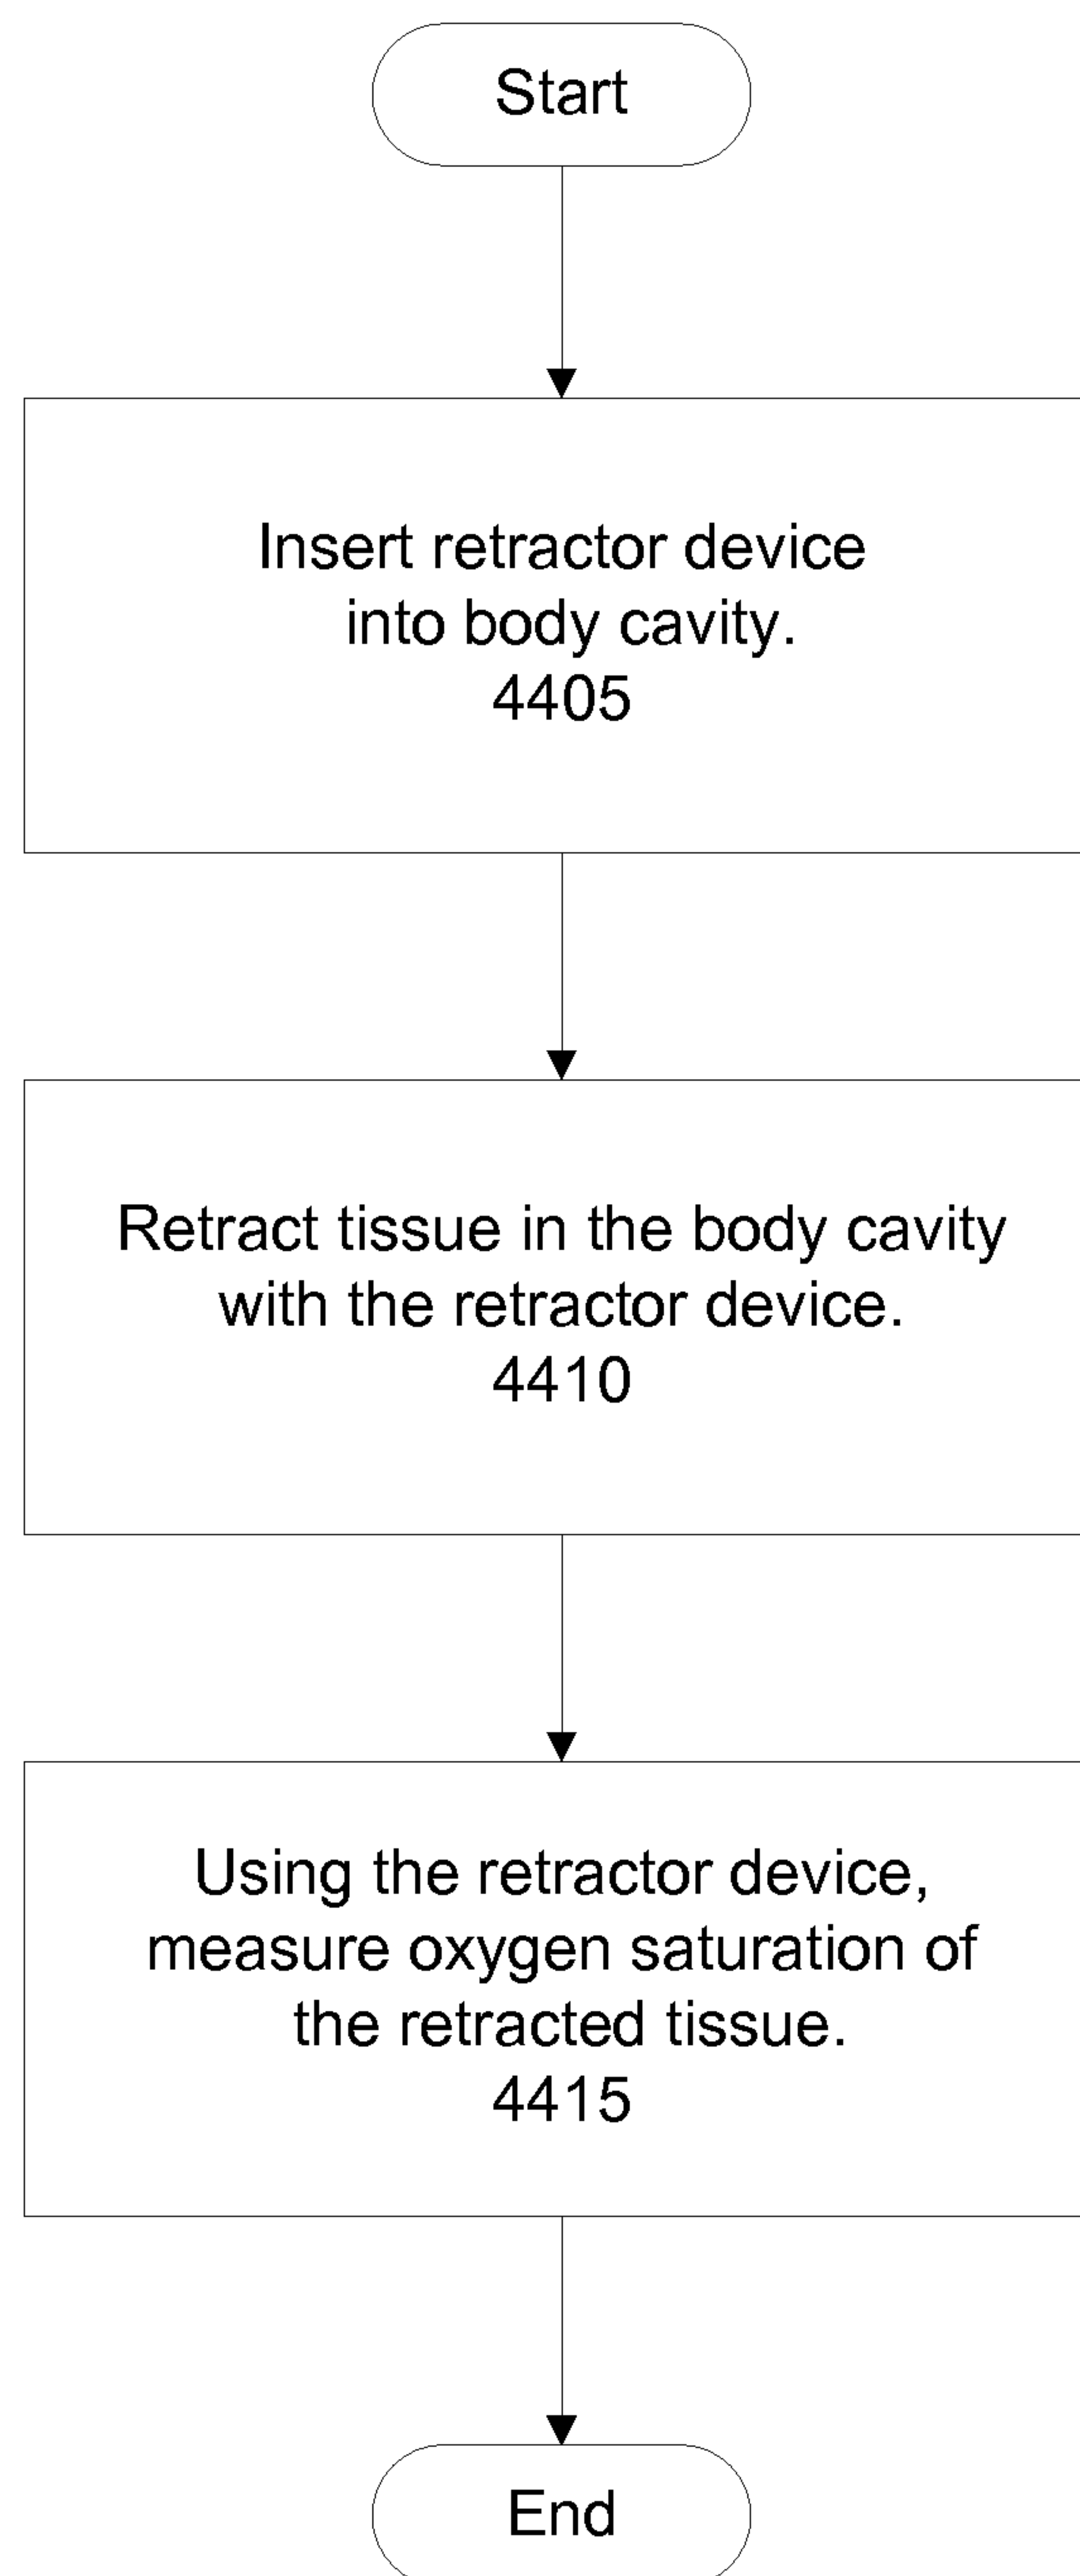 Start
Insert retractor device
into body cavity.
4405
Retract tissue in the body cavity
with the retractor device.
4410
Using the retractor device,
measure oxygen saturation of
the retracted tissue.
4415
End